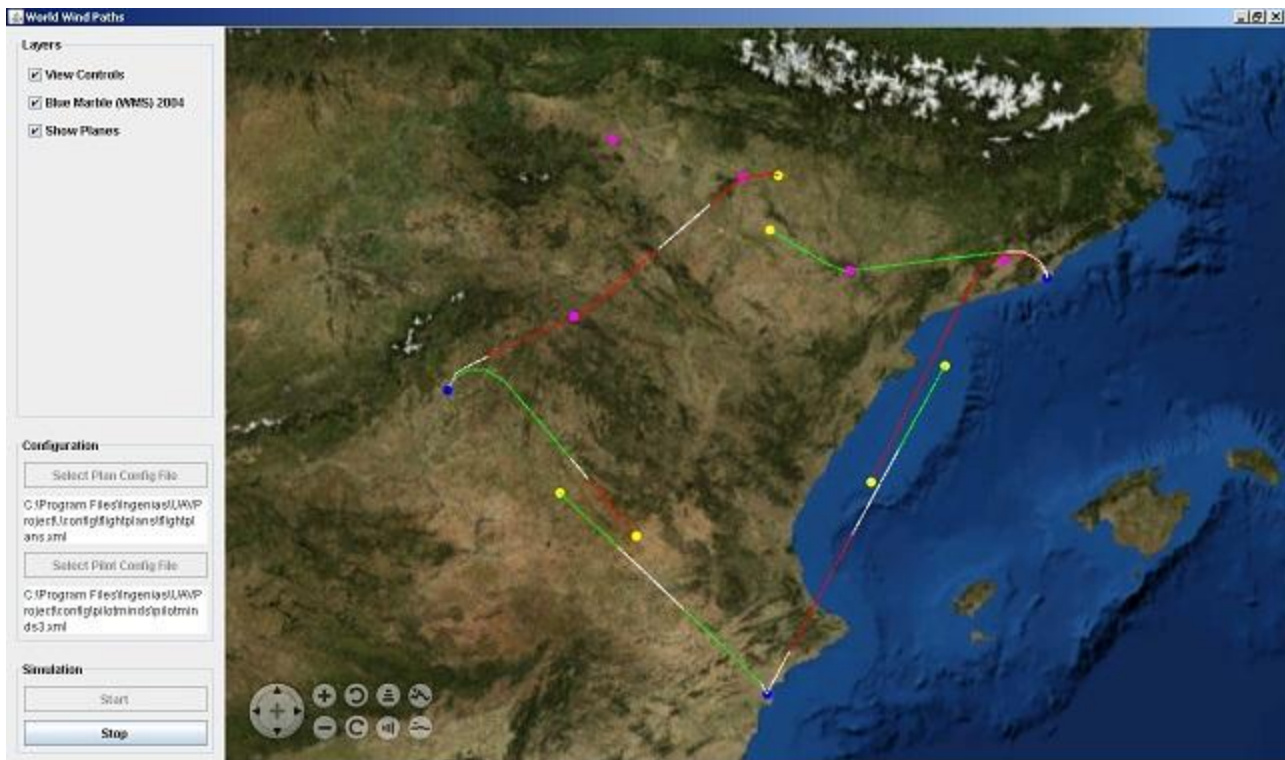 World Wind Paths
Layers
View Controls
Blue Marble (WMS) 2004
Show Planes
Configuration
Select Plan Config File
C:\Program Files\Ingenias\UAVP
roject\.\config\flightplans\flightpl
ans.xml
Select Pilot Config File
C:\Program Files\Ingenias\UAVP
roject\config\pilotminds\pilotmin
ds3.xml
Simulation
Start
Stop